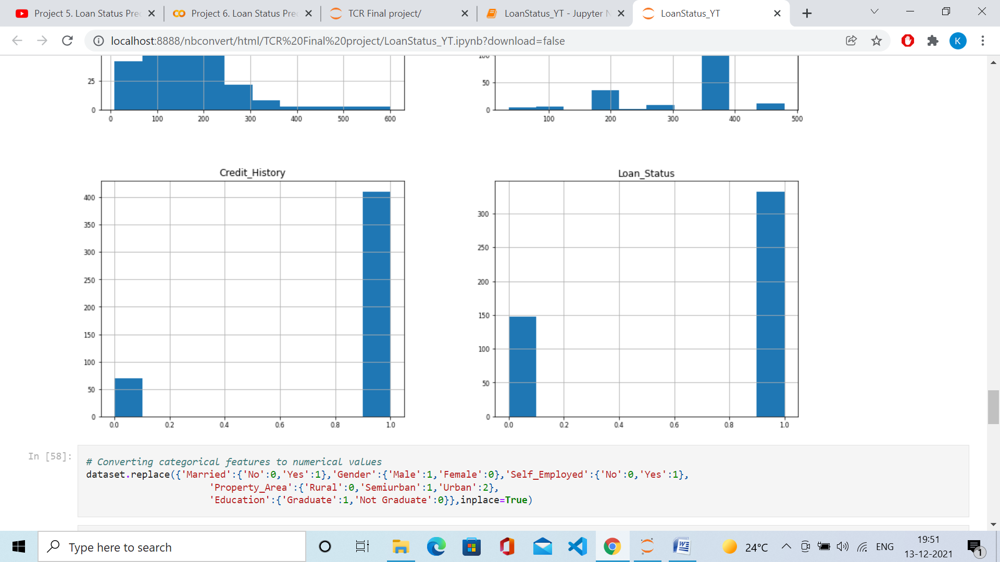 Project 5. Loan Status Pre
Project 6. Loan Status Pre
TCR Final project/
LoanStatus_YT - Jupyter N
LoanStatus_YT
localhost:8888/nbconvert/html/TCR%20Final%20project/LoanStatus_YT.ipynb?download=false
K
25
0
0 100 200 300 400 500 600
100
50
0
100 200 300 400 500
Credit_History
400
350
300
250
200
150
100
50
0
0.0 0.2 0.4 0.6 0.8 1.0
Loan_Status
300
250
200
150
100
50
0
0.0 0.2 0.4 0.6 0.8 1.0
In [58]:
# Converting categorical features to numerical values
dataset.replace({'Married':{'No':0,'Yes':1},'Gender':{'Male':1,'Female':0},'Self_Employed':{'No':0,'Yes':1},
'Property_Area':{'Rural':0,'Semiurban':1,'Urban':2},
'Education':{'Graduate':1,'Not Graduate':0}},inplace=True)
Type here to search
24°C
ENG
19:51
13-12-2021
1